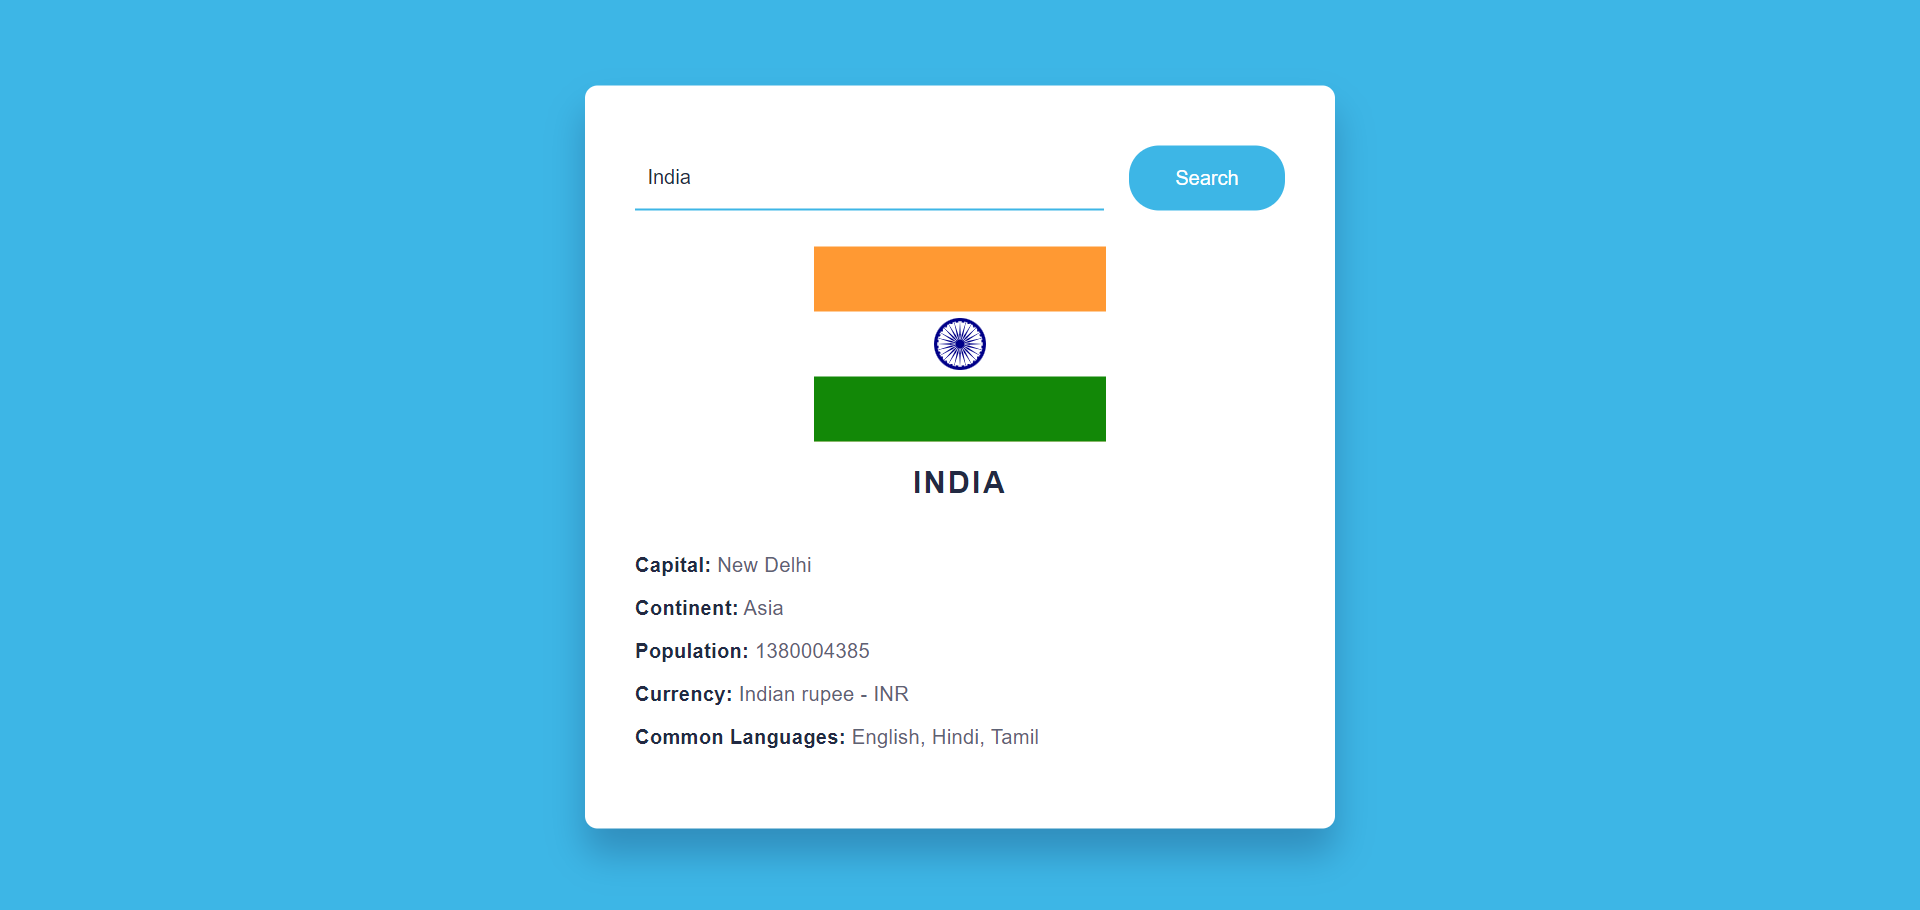 India
Search
INDIA
Capital: New Delhi
Continent: Asia
Population: 1380004385
Currency: Indian rupee - INR
Common Languages: English, Hindi, Tamil